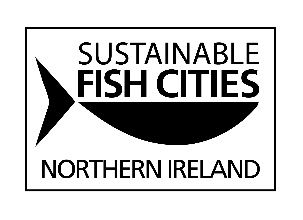 SUSTAINABLE
FISH CITIES
NORTHERN IRELAND